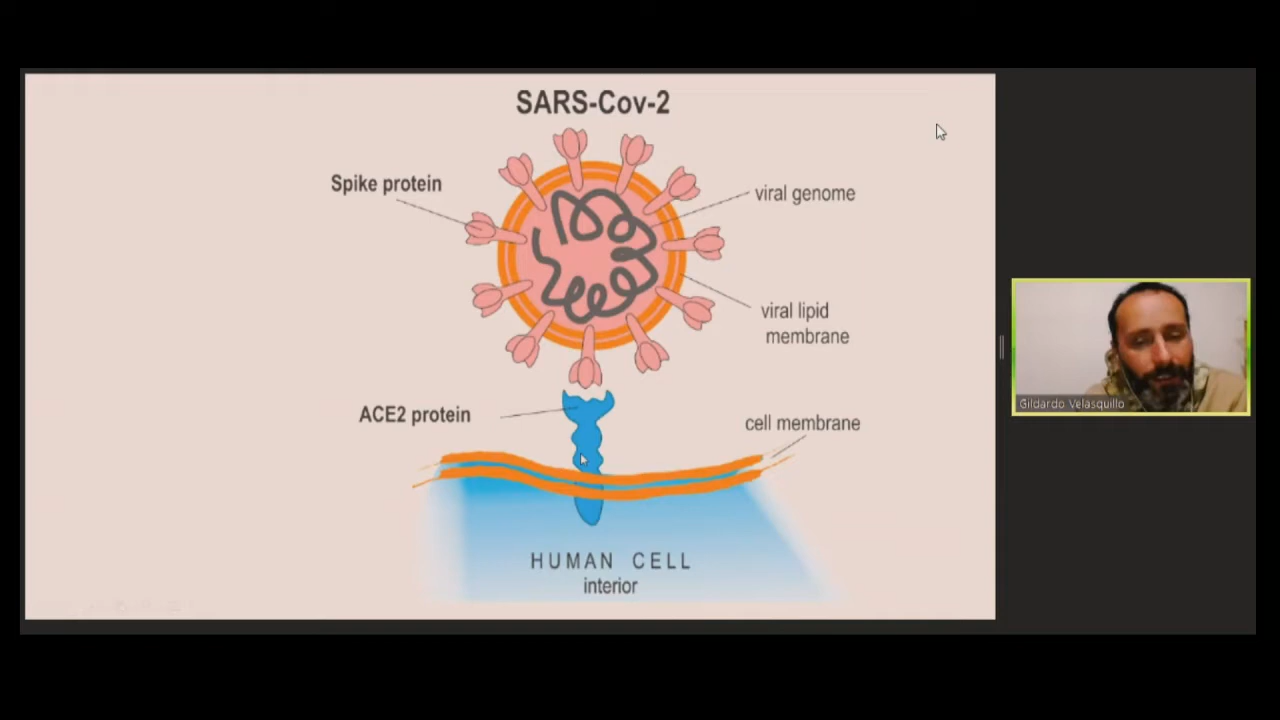 SARS-Cov-2
Spike protein
viral genome
viral lipid
membrane
ACE2 protein
cell membrane
HUMAN CELL
interior
Gildardo Velasquillo